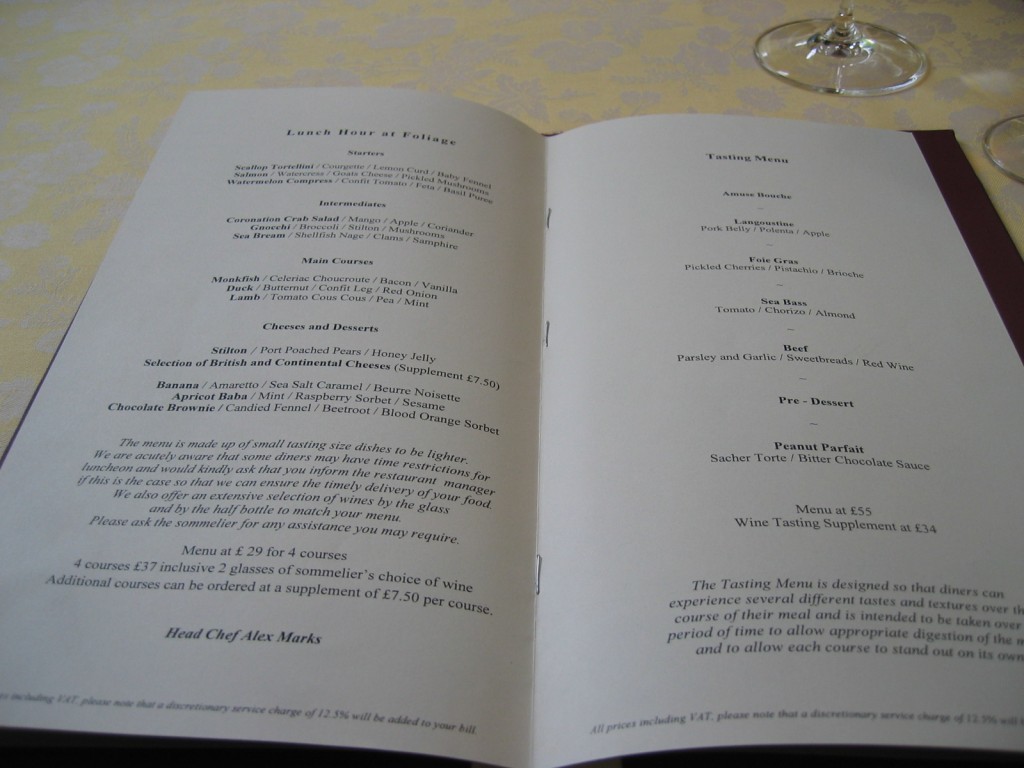 Lunch Hour at Foliage
Starters
Scallop Tortellini / Courgette / Lemon Curd / Baby Fennel
Salmon / Watercress / Goats Cheese / Pickled Mushrooms
Watermelon Compress / Confit Tomato / Feta / Basil Puree
Intermediates
Coronation Crab Salad / Mango / Apple / Coriander
Gnocchi / Broccoli / Stilton / Mushrooms
Sea Bream / Shellfish Nage / Clams / Samphire
Main Courses
Monkfish / Celeriac Choucroute / Bacon / Vanilla
Duck / Butternut / Confit Leg / Red Onion
Lamb / Tomato Cous Cous / Pea / Mint
Cheeses and Desserts
Stilton / Port Poached Pears / Honey Jelly
Selection of British and Continental Cheeses (Supplement £7.50)
Banana / Amaretto / Sea Salt Caramel / Beurre Noisette
Apricot Baba / Mint / Raspberry Sorbet / Sesame
Chocolate Brownie / Candied Fennel / Beetroot / Blood Orange Sorbet
The menu is made up of small tasting size dishes to be lighter.
We are acutely aware that some diners may have time restrictions for
luncheon and would kindly ask that you inform the restaurant manager
if this is the case so that we can ensure the timely delivery of your food.
We also offer an extensive selection of wines by the glass
and by the half bottle to match your menu.
Please ask the sommelier for any assistance you may require.
Menu at £ 29 for 4 courses
4 courses £37 inclusive 2 glasses of sommelier's choice of wine
Additional courses can be ordered at a supplement of £7.50 per course.
Head Chef Alex Marks
including VAT, please note that a discretionary service charge of 12.5% will be added to your bill.
Tasting Menu
Amuse Bouche
~
Langoustine
Pork Belly / Polenta / Apple
~
Foie Gras
Pickled Cherries / Pistachio / Brioche
~
Sea Bass
Tomato / Chorizo / Almond
~
Beef
Parsley and Garlic / Sweetbreads / Red Wine
~
Pre - Dessert
~
Peanut Parfait
Sacher Torte / Bitter Chocolate Sauce
Menu at £55
Wine Tasting Supplement at £34
The Tasting Menu is designed so that diners can
experience several different tastes and textures over th
course of their meal and is intended to be taken over
period of time to allow appropriate digestion of the m
and to allow each course to stand out on its own
All prices including VAT, please note that a discretionary service charge of 12.5% will